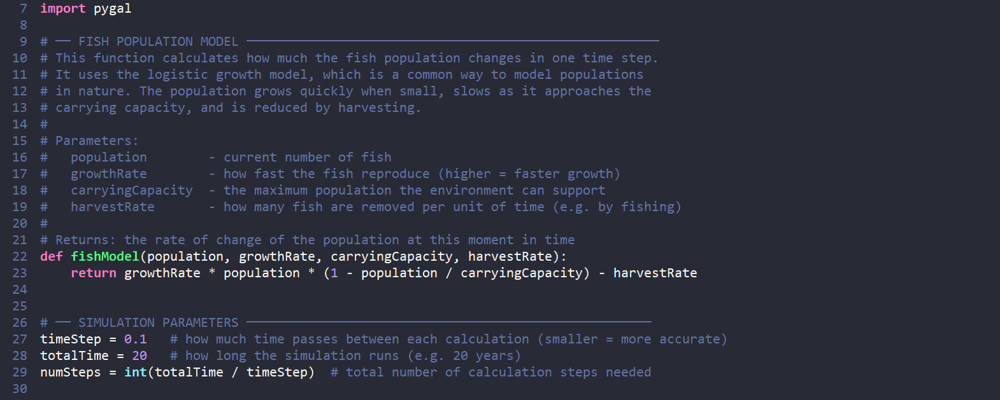 7 import pygal
8
9 # ── FISH POPULATION MODEL ──────────────────────────────────────────────────────
10 # This function calculates how much the fish population changes in one time step.
11 # It uses the logistic growth model, which is a common way to model populations
12 # in nature. The population grows quickly when small, slows as it approaches the
13 # carrying capacity, and is reduced by harvesting.
14 #
15 # Parameters:
16 #   population        - current number of fish
17 #   growthRate        - how fast the fish reproduce (higher = faster growth)
18 #   carryingCapacity  - the maximum population the environment can support
19 #   harvestRate       - how many fish are removed per unit of time (e.g. by fishing)
20 #
21 # Returns: the rate of change of the population at this moment in time
22 def fishModel(population, growthRate, carryingCapacity, harvestRate):
23     return growthRate * population * (1 - population / carryingCapacity) - harvestRate
24
25
26 # ── SIMULATION PARAMETERS ─────────────────────────────────────────────────────
27 timeStep = 0.1   # how much time passes between each calculation (smaller = more accurate)
28 totalTime = 20   # how long the simulation runs (e.g. 20 years)
29 numSteps = int(totalTime / timeStep)  # total number of calculation steps needed
30